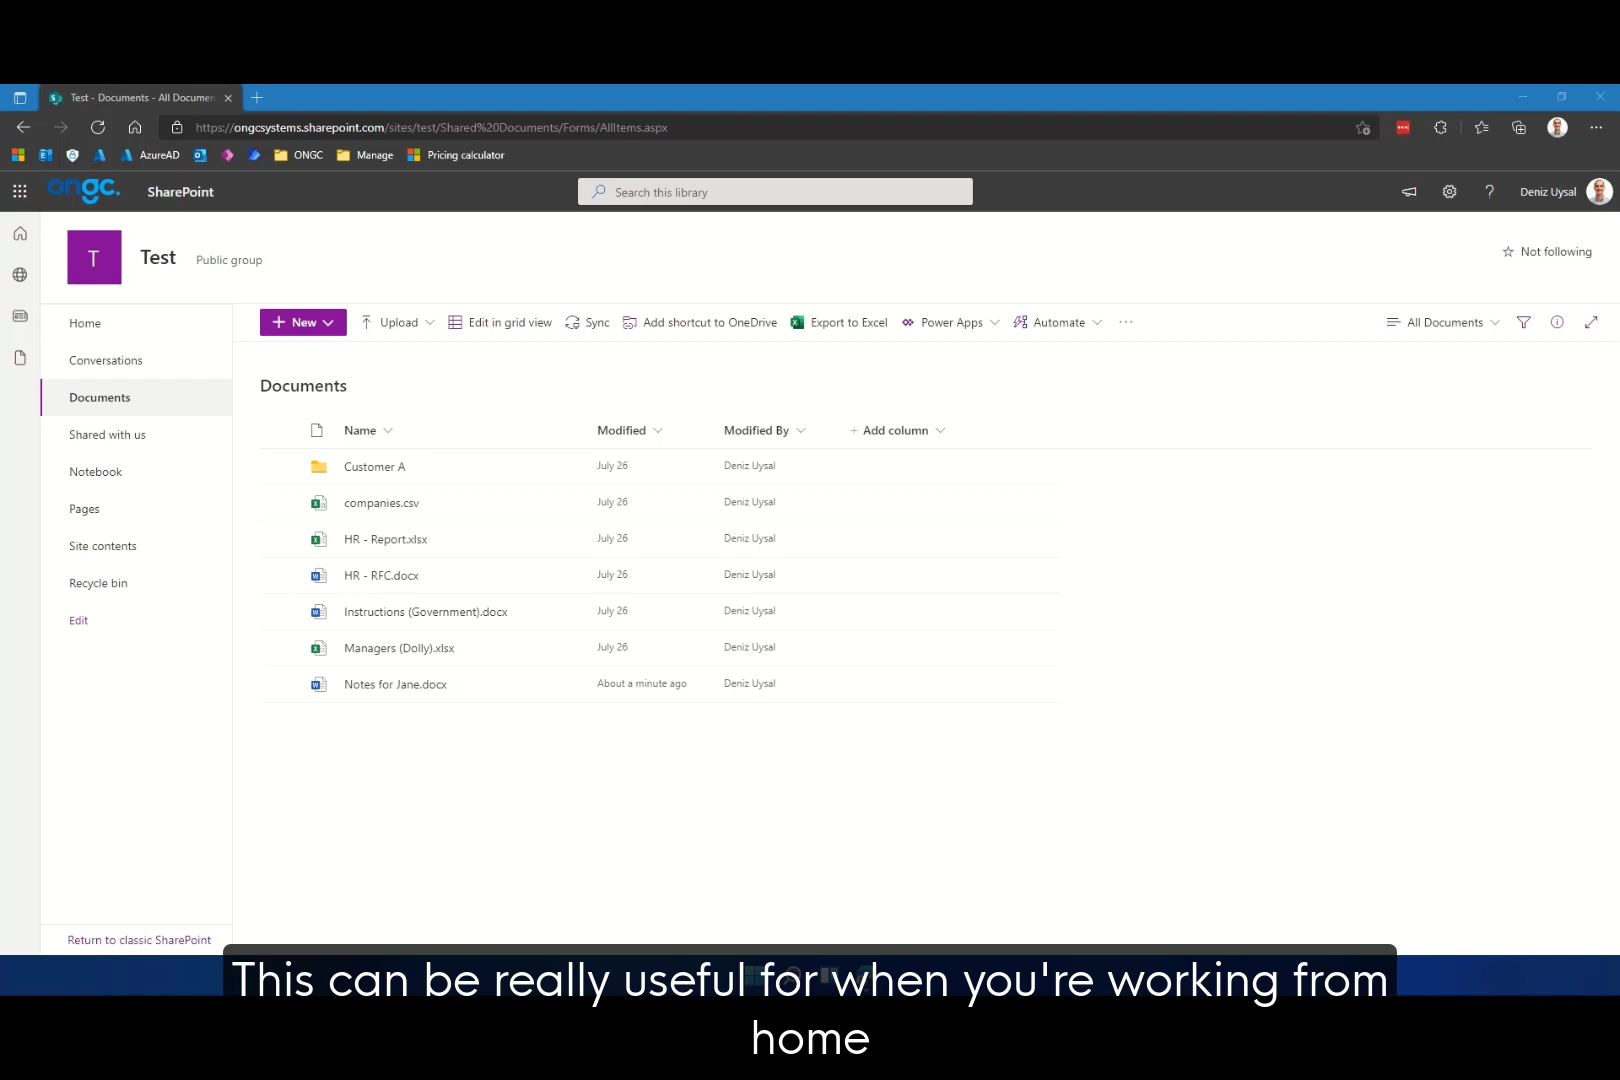 Test - Documents - All Documen
https://ongcsystems.sharepoint.com/sites/test/Shared%20Documents/Forms/AllItems.aspx
AzureAD ONGC Manage Pricing calculator
ongc. SharePoint Search this library Deniz Uysal
T Test Public group Not following
Home
Conversations
Documents
Shared with us
Notebook
Pages
Site contents
Recycle bin
Edit
Return to classic SharePoint
+ New Upload Edit in grid view Sync Add shortcut to OneDrive Export to Excel Power Apps Automate ... All Documents
Documents
Name Modified Modified By + Add column
Customer A July 26 Deniz Uysal
companies.csv July 26 Deniz Uysal
HR - Report.xlsx July 26 Deniz Uysal
HR - RFC.docx July 26 Deniz Uysal
Instructions (Government).docx July 26 Deniz Uysal
Managers (Dolly).xlsx July 26 Deniz Uysal
Notes for Jane.docx About a minute ago Deniz Uysal
This can be really useful for when you're working from
home